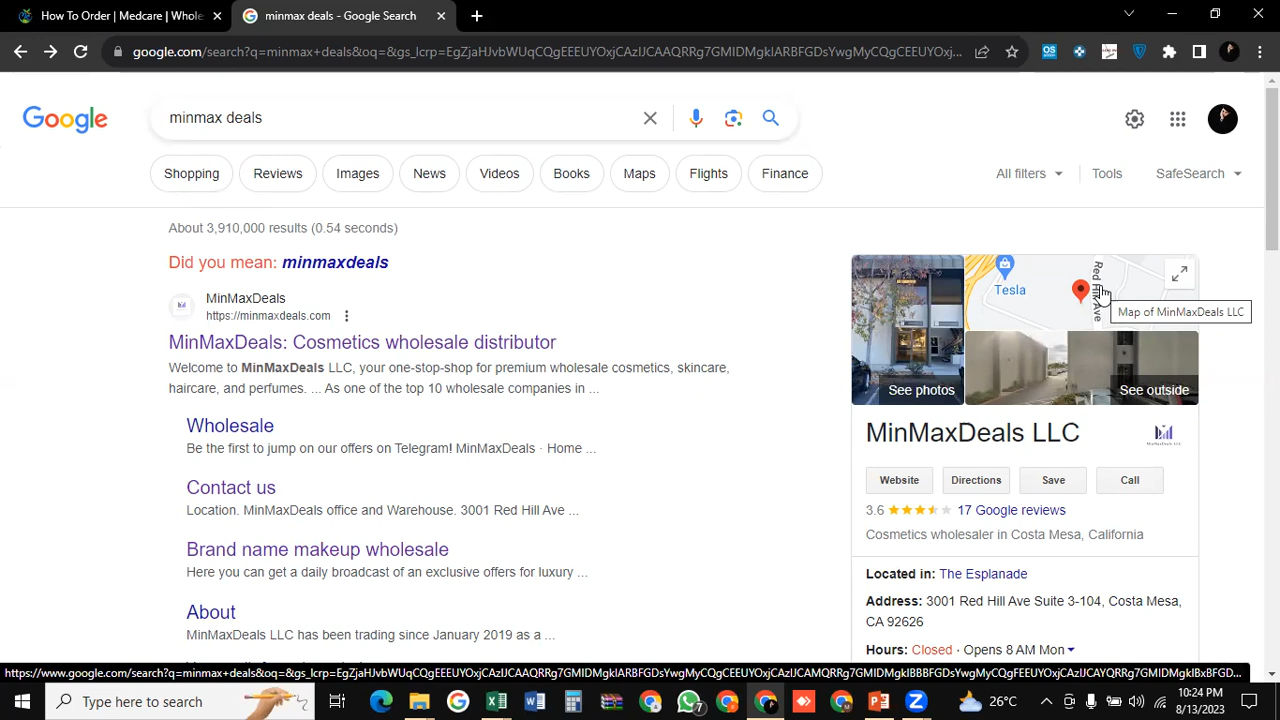 How To Order | Medcare | Whole
minmax deals - Google Search
google.com/search?q=minmax+deals&oq=&gs_lcrp=EgZjaHJvbWUqCQgEEEUYOxjCAzIJCAAQRRg7GMIDMgkIARBFGDsYwgMyCQgCEEUYOxjC...
Google
minmax deals
Shopping
Reviews
Images
News
Videos
Books
Maps
Flights
Finance
All filters
Tools
SafeSearch
About 3,910,000 results (0.54 seconds)
Did you mean: minmaxdeals
MinMaxDeals
https://minmaxdeals.com
MinMaxDeals: Cosmetics wholesale distributor
Welcome to MinMaxDeals LLC, your one-stop-shop for premium wholesale cosmetics, skincare,
haircare, and perfumes. ... As one of the top 10 wholesale companies in ...
Wholesale
Be the first to jump on our offers on Telegram! MinMaxDeals · Home ...
Contact us
Location. MinMaxDeals office and Warehouse. 3001 Red Hill Ave ...
Brand name makeup wholesale
Here you can get a daily broadcast of an exclusive offers for luxury ...
About
MinMaxDeals LLC has been trading since January 2019 as a ...
Tesla
Red Hill Ave
Map of MinMaxDeals LLC
See photos
See outside
MinMaxDeals LLC
Website
Directions
Save
Call
3.6
17 Google reviews
Cosmetics wholesaler in Costa Mesa, California
Located in: The Esplanade
Address: 3001 Red Hill Ave Suite 3-104, Costa Mesa,
CA 92626
Hours: Closed · Opens 8 AM Mon
Type here to search
7
26°C
10:24 PM
8/13/2023